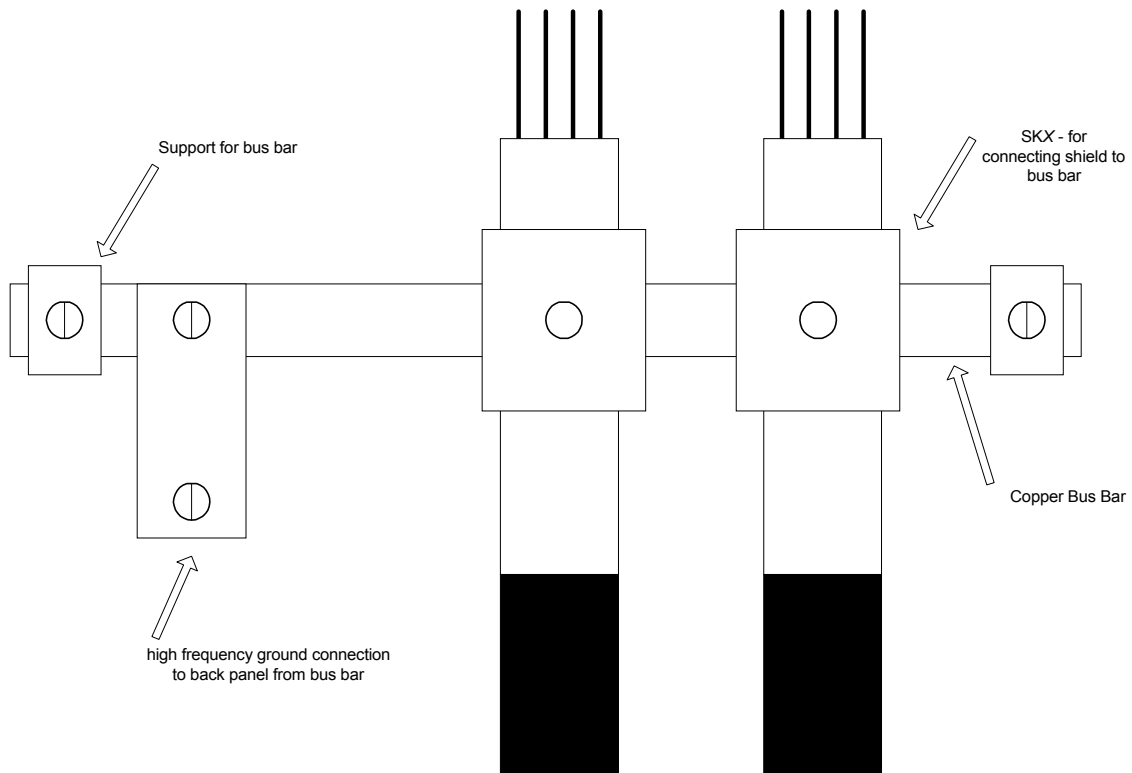 Support for bus bar
SKX - for
connecting shield to
bus bar
Copper Bus Bar
high frequency ground connection
to back panel from bus bar